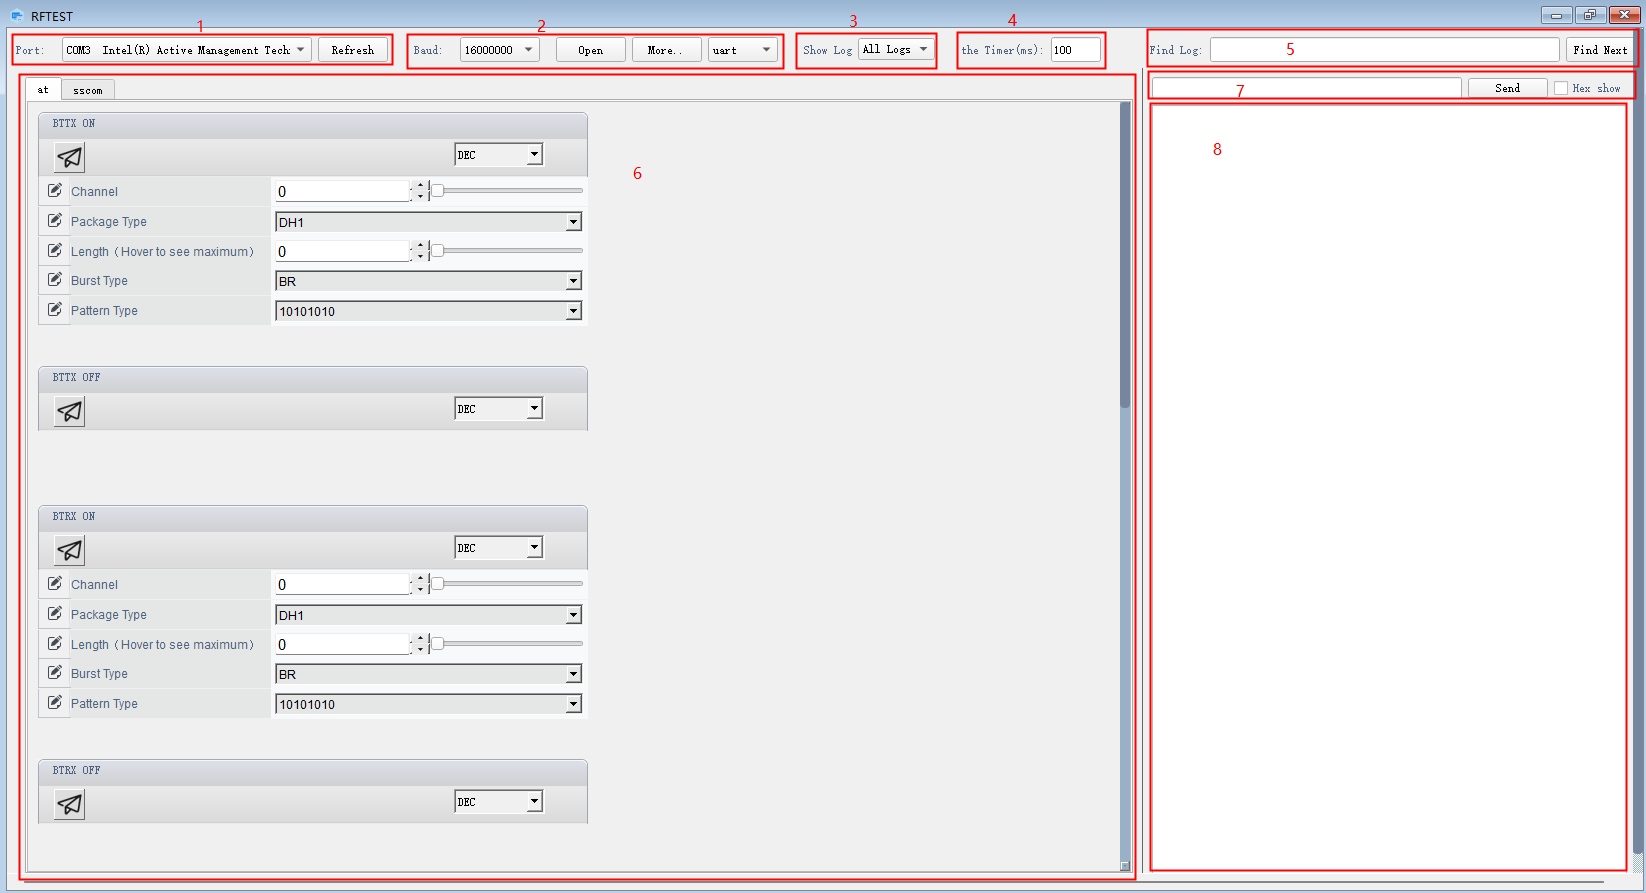 RFTEST
1 2 3 4 5
Port: COM3 Intel(R) Active Management Tech Refresh Baud: 16000000 Open More.. uart Show Log All Logs the Timer(ms): 100 Find Log: Find Next
at sscom
7 Send Hex show
8
6
BTTX ON
DEC
Channel 0
Package Type DH1
Length（Hover to see maximum） 0
Burst Type BR
Pattern Type 10101010
BTTX OFF
DEC
BTRX ON
DEC
Channel 0
Package Type DH1
Length（Hover to see maximum） 0
Burst Type BR
Pattern Type 10101010
BTRX OFF
DEC